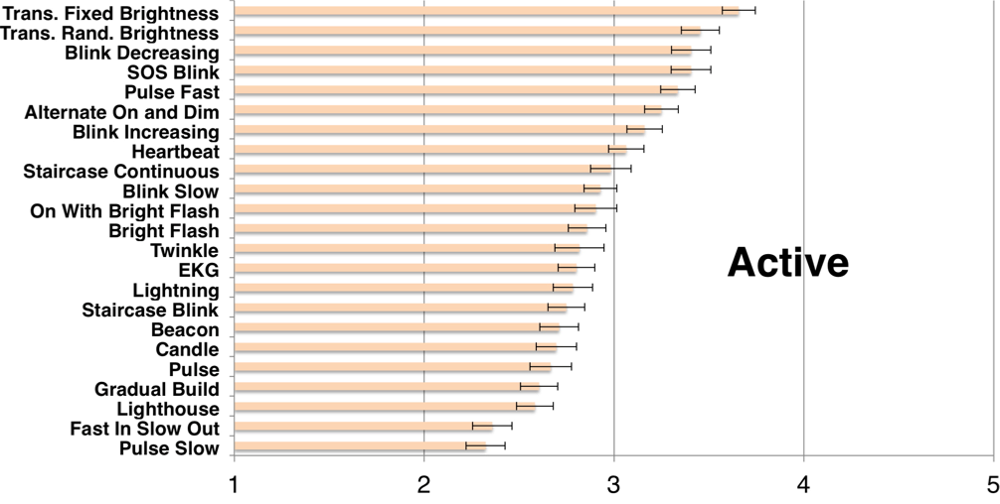 Trans. Fixed Brightness
Trans. Rand. Brightness
Blink Decreasing
SOS Blink
Pulse Fast
Alternate On and Dim
Blink Increasing
Heartbeat
Staircase Continuous
Blink Slow
On With Bright Flash
Bright Flash
Twinkle
EKG
Lightning
Staircase Blink
Beacon
Candle
Pulse
Gradual Build
Lighthouse
Fast In Slow Out
Pulse Slow
Active
1 2 3 4 5